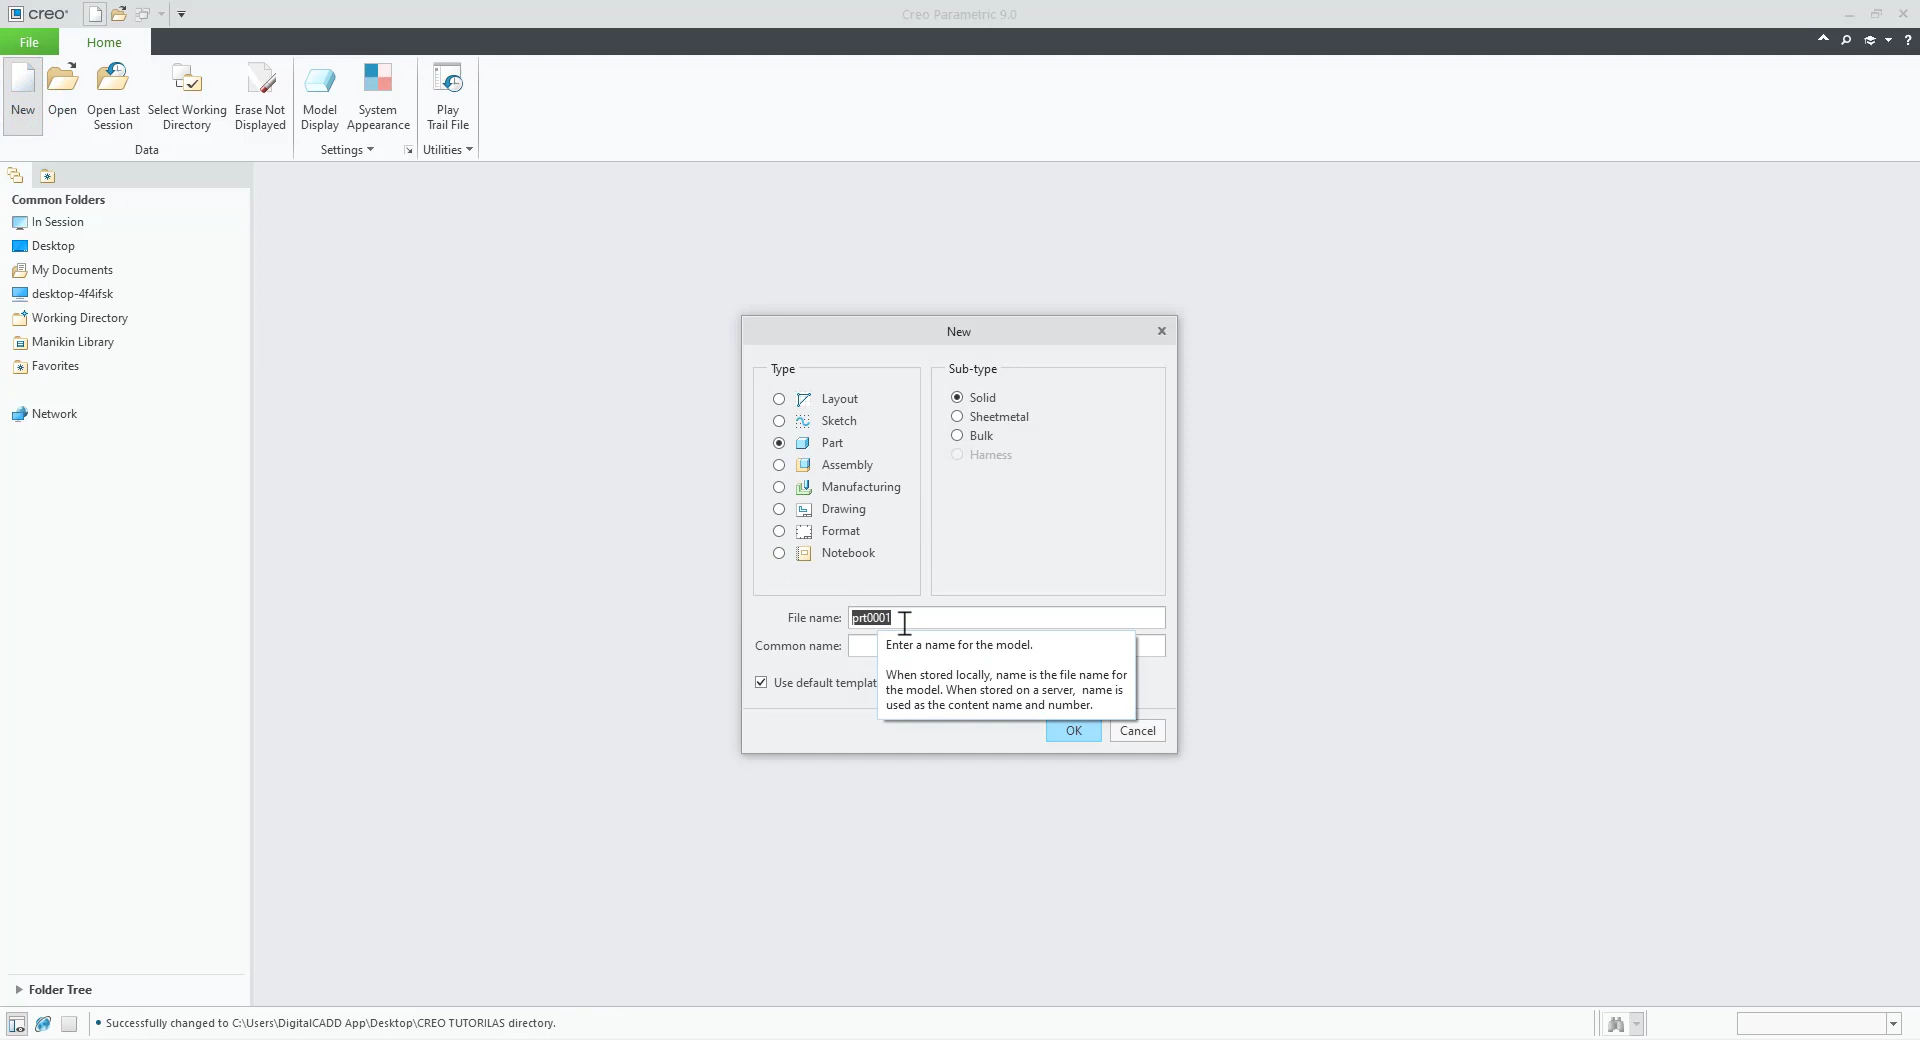 creo
Creo Parametric 9.0
File
Home
?
New
Open
Open Last
Session
Select Working
Directory
Erase Not
Displayed
Model
Display
System
Appearance
Play
Trail File
Data
Settings
Utilities
Common Folders
In Session
Desktop
My Documents
desktop-4f4ifsk
Working Directory
Manikin Library
Favorites
Network
New
Type
Layout
Sketch
Part
Assembly
Manufacturing
Drawing
Format
Notebook
Sub-type
Solid
Sheetmetal
Bulk
Harness
File name:
prt0001
Common name:
Enter a name for the model.
When stored locally, name is the file name for
the model. When stored on a server, name is
used as the content name and number.
Use default templat
OK
Cancel
Folder Tree
• Successfully changed to C:\Users\DigitalCADD App\Desktop\CREO TUTORILAS directory.